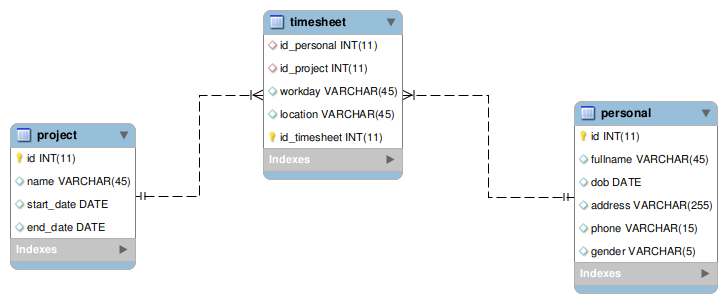 timesheet
id_personal INT(11)
id_project INT(11)
workday VARCHAR(45)
location VARCHAR(45)
id_timesheet INT(11)
Indexes
project
id INT(11)
name VARCHAR(45)
start_date DATE
end_date DATE
Indexes
personal
id INT(11)
fullname VARCHAR(45)
dob DATE
address VARCHAR(255)
phone VARCHAR(15)
gender VARCHAR(5)
Indexes